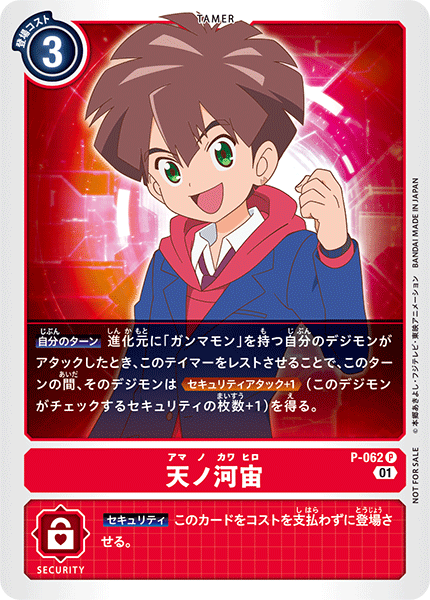 TAMER
登場コスト
3
自分のターン 進化元に「ガンマモン」を持つ自分のデジモンが
アタックしたとき、このテイマーをレストさせることで、このター
ンの間、そのデジモンは セキュリティアタック+1 (このデジモン
がチェックするセキュリティの枚数+1)を得る。
アマ ノ カワ ヒロ
天ノ河宙
P-062 P
01
セキュリティ このカードをコストを支払わずに登場さ
せる。
SECURITY
©本郷あきよし・フジテレビ・東映アニメーション BANDAI MADE IN JAPAN
NOT FOR SALE